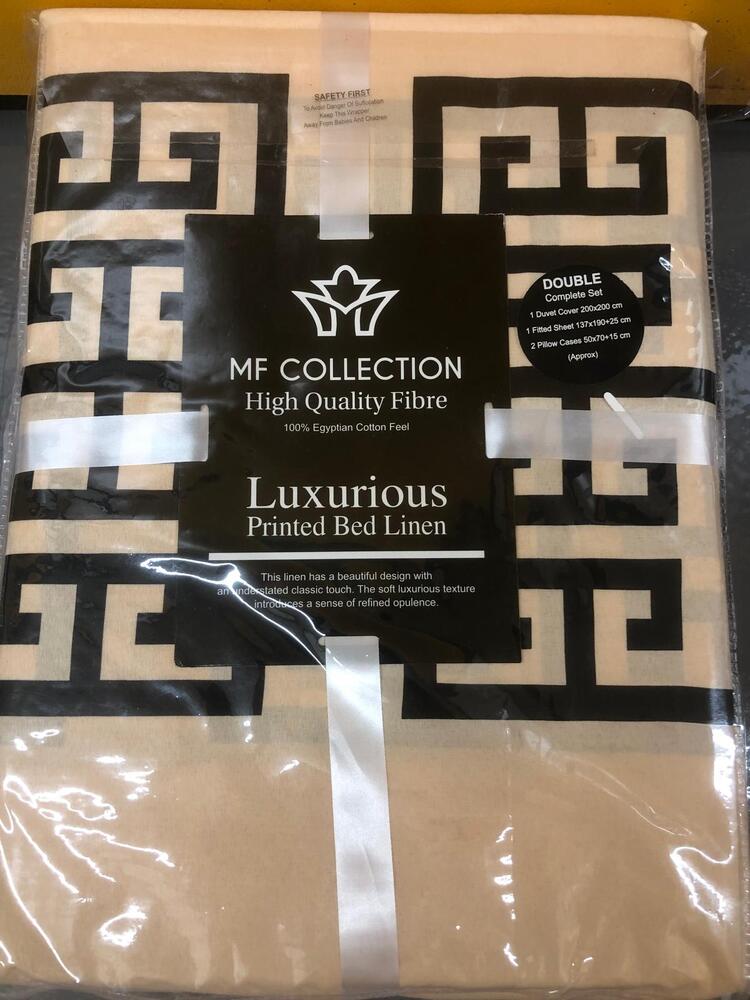 SAFETY FIRST
To Avoid Danger Of Suffocation
Keep This Wrapper
Away From Babies And Children
MF COLLECTION
High Quality Fibre
100% Egyptian Cotton Feel
Luxurious
Printed Bed Linen
This linen has a beautiful design with
an understated classic touch. The soft luxurious texture
introduces a sense of refined opulence.
DOUBLE
Complete Set
1 Duvet Cover 200x200 cm
1 Fitted Sheet 137x190+25 cm
2 Pillow Cases 50x70+15 cm
(Approx)